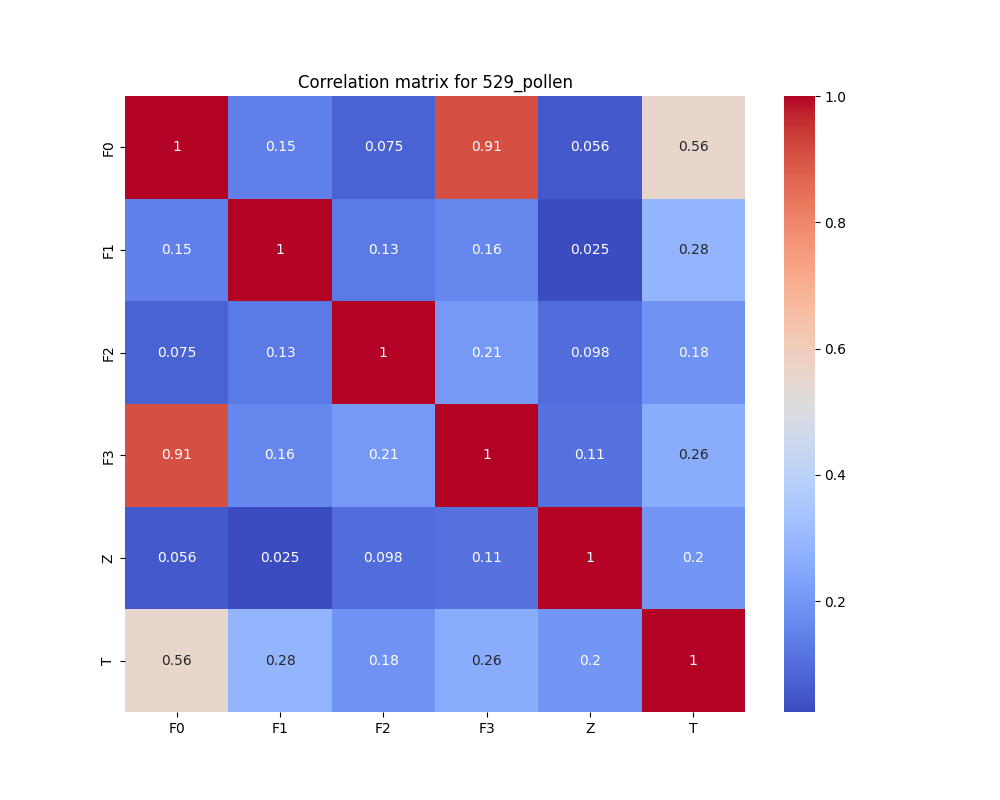 Correlation matrix for 529_pollen
F0 1 0.15 0.075 0.91 0.056 0.56
F1 0.15 1 0.13 0.16 0.025 0.28
F2 0.075 0.13 1 0.21 0.098 0.18
F3 0.91 0.16 0.21 1 0.11 0.26
Z 0.056 0.025 0.098 0.11 1 0.2
T 0.56 0.28 0.18 0.26 0.2 1
F0 F1 F2 F3 Z T
1.0
0.8
0.6
0.4
0.2